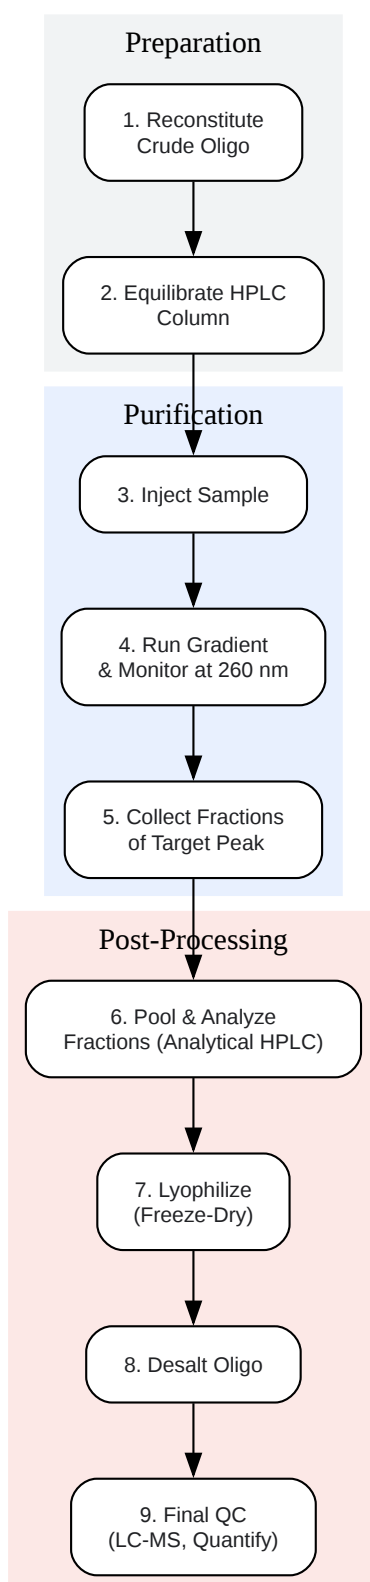 Preparation
1. Reconstitute
Crude Oligo
2. Equilibrate HPLC
Column
Purification
3. Inject Sample
4. Run Gradient
& Monitor at 260 nm
5. Collect Fractions
of Target Peak
Post-Processing
6. Pool & Analyze
Fractions (Analytical HPLC)
7. Lyophilize
(Freeze-Dry)
8. Desalt Oligo
9. Final QC
(LC-MS, Quantify)